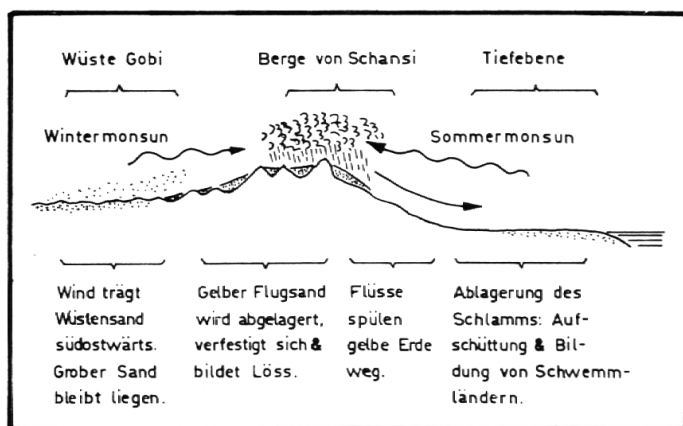 Wüste Gobi
Berge von Schansi
Tiefebene
Wintermonsun
Sommermonsun
Wind trägt
Wüstensand
südostwärts.
Grober Sand
bleibt liegen.
Gelber Flugsand
wird abgelagert,
verfestigt sich &
bildet Löss.
Flüsse
spülen
gelbe Erde
weg.
Ablagerung des
Schlamms: Auf-
schüttung & Bil-
dung von Schwemm-
ländern.